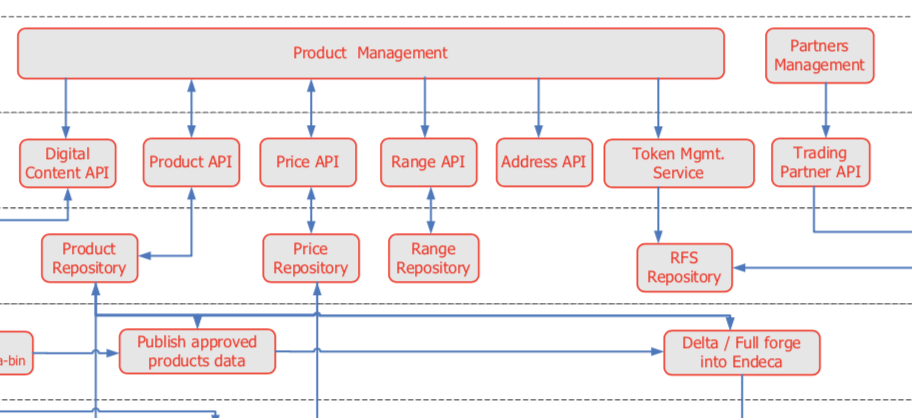 Product  Management
Partners
Management
Digital
Content API
Product API
Price API
Range API
Address API
Token Mgmt.
Service
Trading
Partner API
Product
Repository
Price
Repository
Range
Repository
RFS
Repository
a-bin
Publish approved
products data
Delta / Full forge
into Endeca